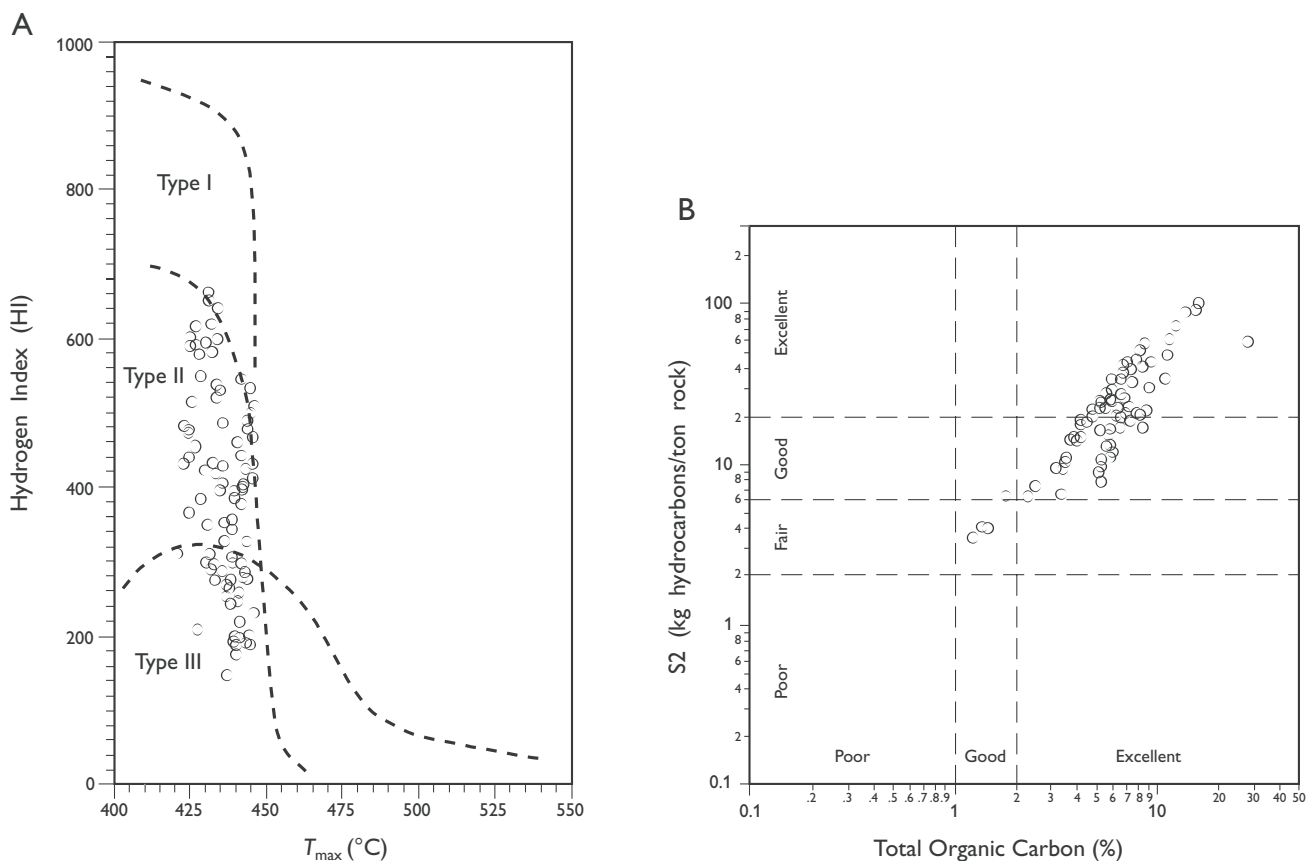 A
1000
800
600
400
200
0
Hydrogen Index (HI)
Type I
Type II
Type III
400 425 450 475 500 525 550
Tmax (°C)
B
2
100
8
6
4
2
10
8
6
4
2
1
8
6
4
2
0.1
S2 (kg hydrocarbons/ton rock)
Excellent
Good
Fair
Poor
Poor Good Excellent
0.1 .2 .3 .4 .5 .6 .7 .8 .9 1 2 3 4 5 6 7 8 9 10 20 30 40 50
Total Organic Carbon (%)